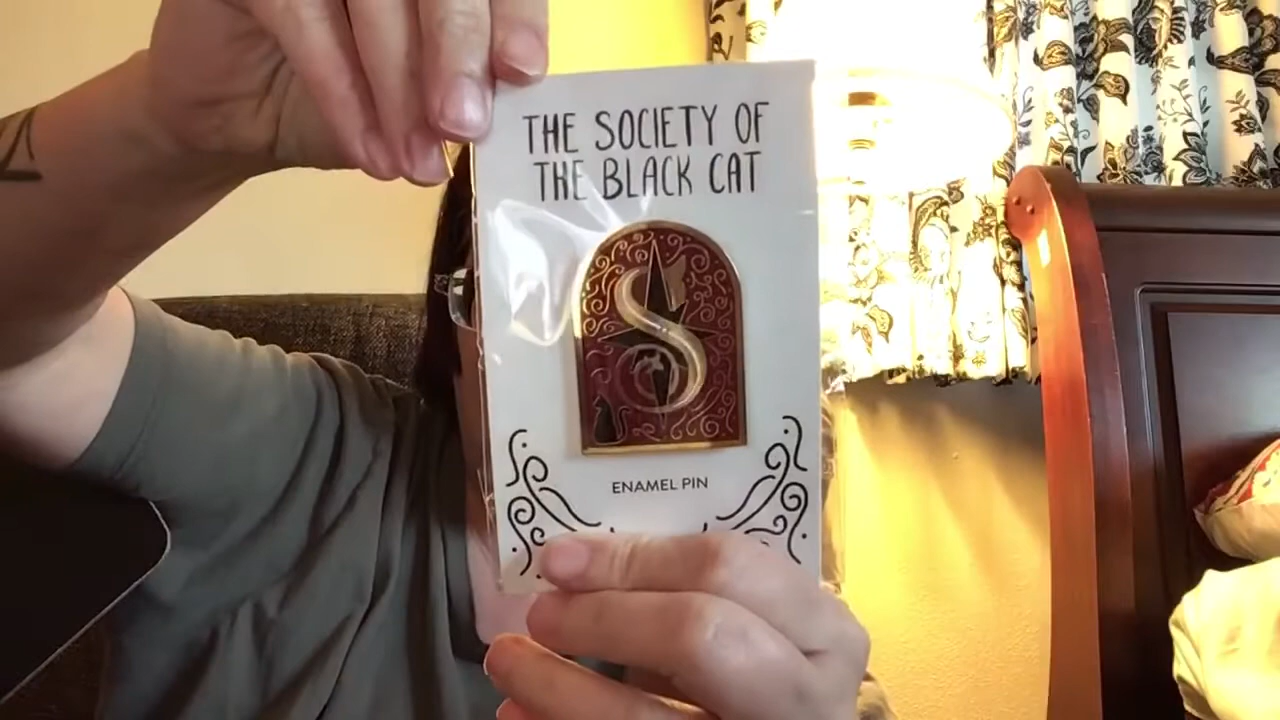 THE SOCIETY OF
THE BLACK CAT
S
ENAMEL PIN